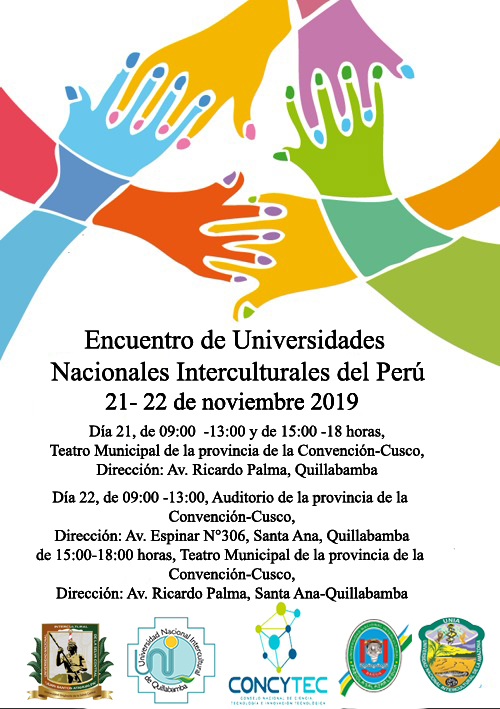 Encuentro de Universidades
Nacionales Interculturales del Perú
21- 22 de noviembre 2019
Día 21, de 09:00 -13:00 y de 15:00 -18 horas,
Teatro Municipal de la provincia de la Convención-Cusco,
Dirección: Av. Ricardo Palma, Quillabamba
Día 22, de 09:00 -13:00, Auditorio de la provincia de la
Convención-Cusco,
Dirección: Av. Espinar N°306, Santa Ana, Quillabamba
de 15:00-18:00 horas, Teatro Municipal de la provincia de la
Convención-Cusco,
Dirección: Av. Ricardo Palma, Santa Ana-Quillabamba
INTERCULTURAL
Universidad Nacional Intercultural
de Quillabamba
CONCYTEC
CONSEJO NACIONAL DE CIENCIA,
TECNOLOGÍA E INNOVACIÓN TECNOLÓGICA
UNIA